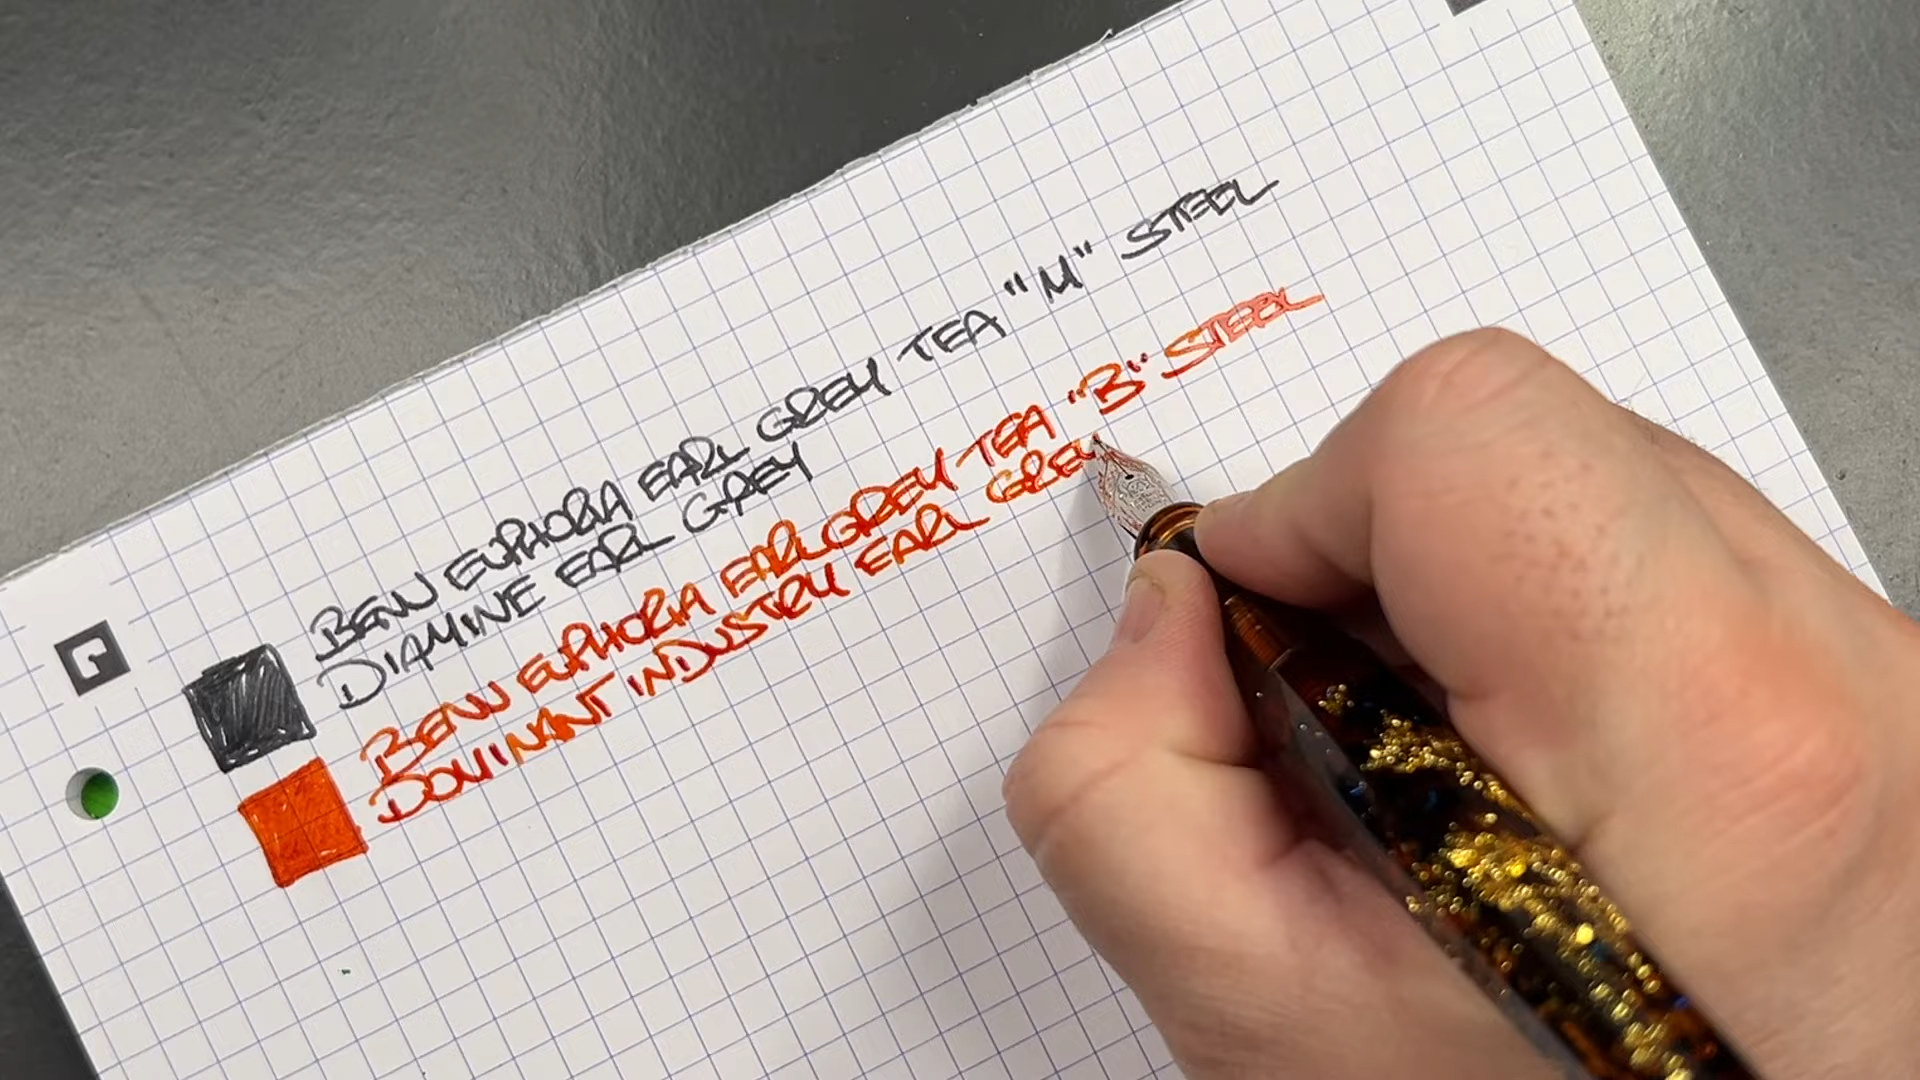 BENU EUPHORIA EARL GREY TEA "M" STEEL
DIAMINE EARL GREY
BENU EUPHORIA EARL GREY TEA "B" STEEL
DOMINANT INDUSTRY EARL GREY